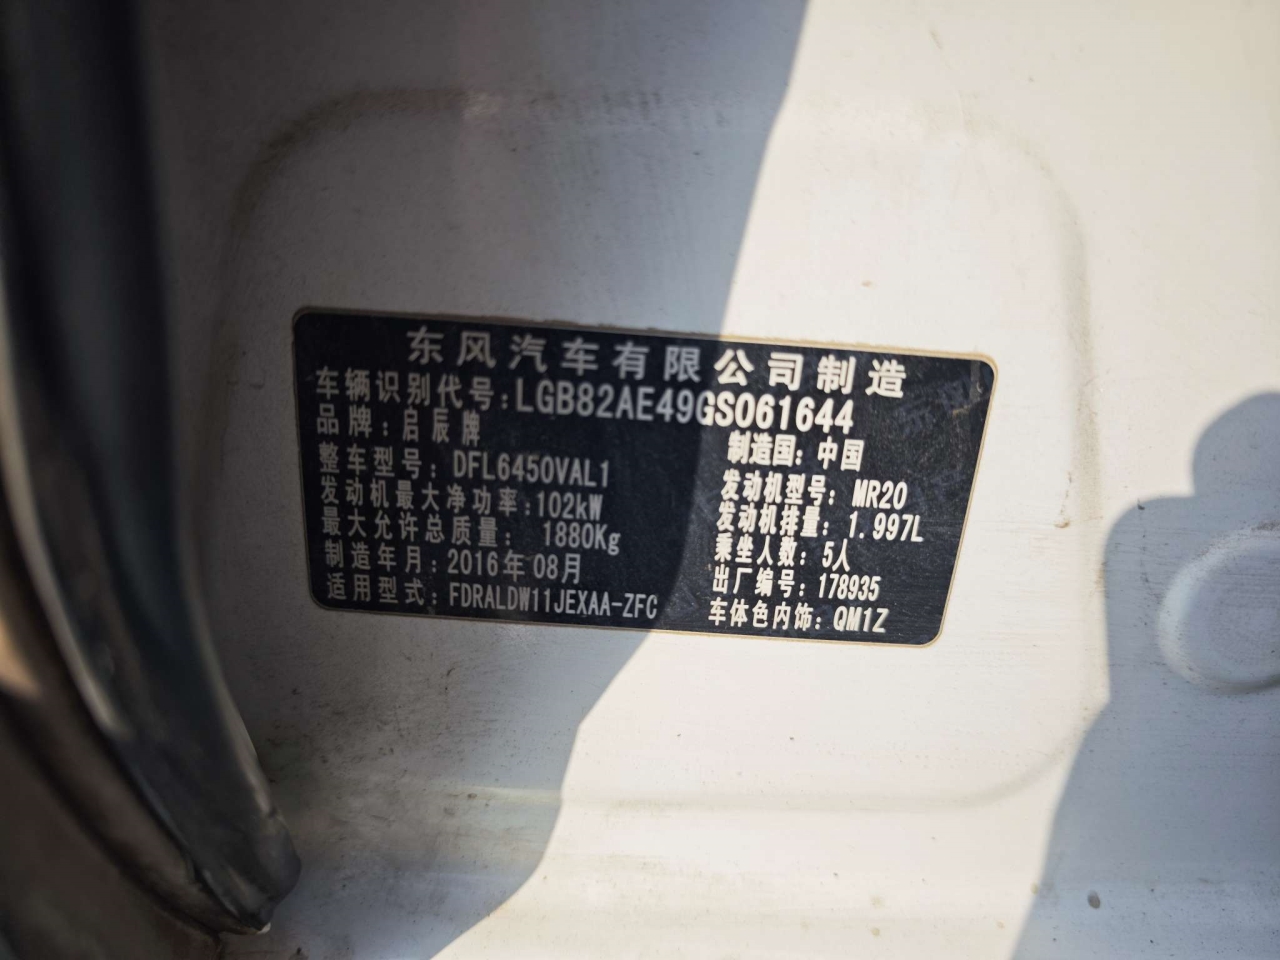 东风汽车有限公司制造
车辆识别代号:LGB82AE49GS061644
品牌:启辰牌 制造国:中国
整车型号: DFL6450VAL1 发动机型号: MR20
发动机最大净功率:102kW 发动机排量: 1.997L
最大允许总质量: 1880Kg 乘坐人数: 5人
制造年月:2016年08月 出厂编号:178935
适用型式: FDRALDW11JEXAA-ZFC 车体色内饰: QM1Z